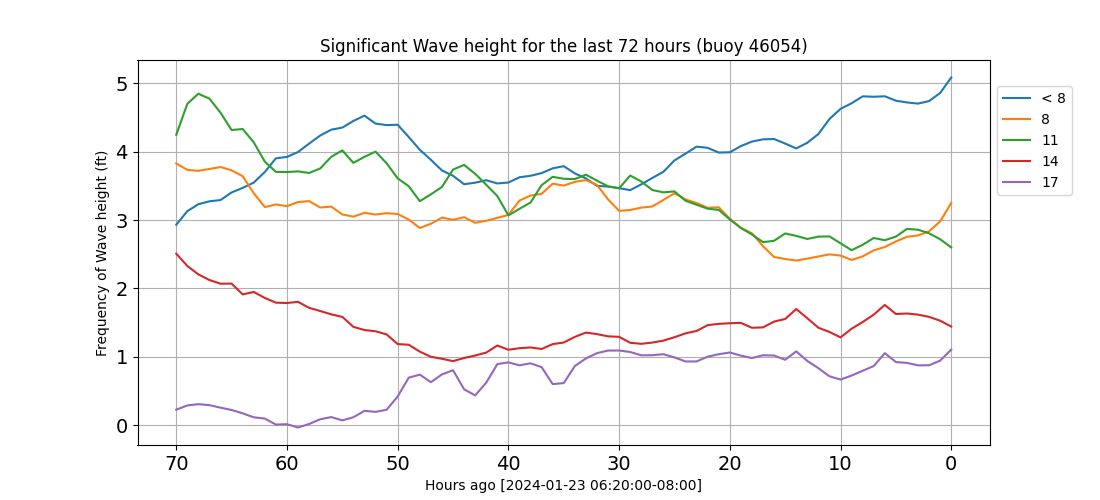 Significant Wave height for the last 72 hours (buoy 46054)
Frequency of Wave height (ft)
5
4
3
2
1
0
70 60 50 40 30 20 10 0
Hours ago [2024-01-23 06:20:00-08:00]
< 8
8
11
14
17